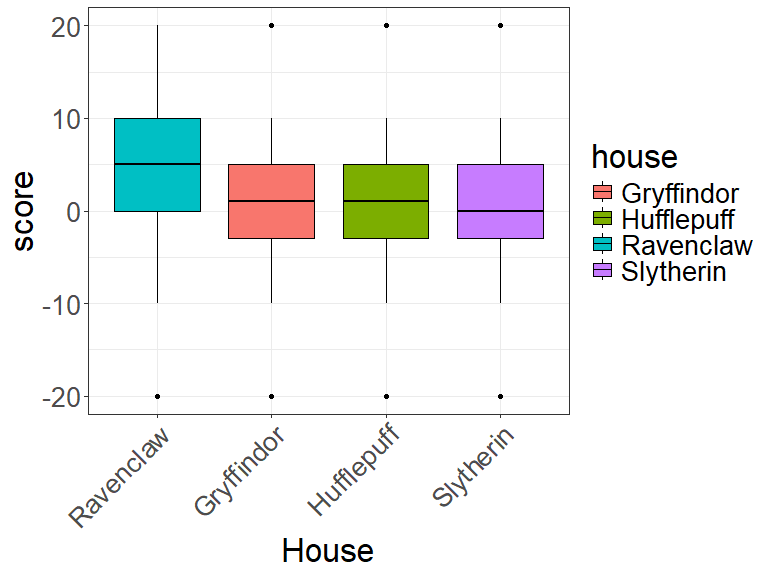 20
10
0
-10
-20
score
Ravenclaw
Gryffindor
Hufflepuff
Slytherin
House
house
Gryffindor
Hufflepuff
Ravenclaw
Slytherin